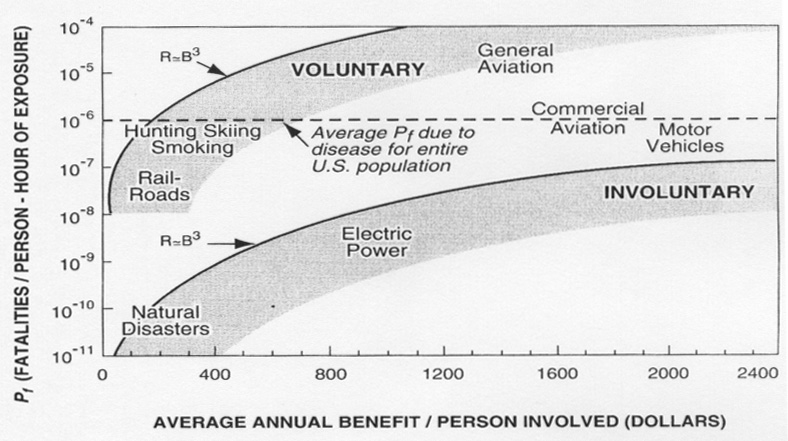 P_f (FATALITIES / PERSON - HOUR OF EXPOSURE)
10⁻⁴
10⁻⁵
10⁻⁶
10⁻⁷
10⁻⁸
10⁻⁹
10⁻¹⁰
10⁻¹¹
R≃B³
VOLUNTARY
General
Aviation
Hunting Skiing
Smoking
Average P_f due to
disease for entire
U.S. population
Commercial
Aviation
Motor
Vehicles
Rail-
Roads
INVOLUNTARY
R≃B³
Electric
Power
Natural
Disasters
0 400 800 1200 1600 2000 2400
AVERAGE ANNUAL BENEFIT / PERSON INVOLVED (DOLLARS)